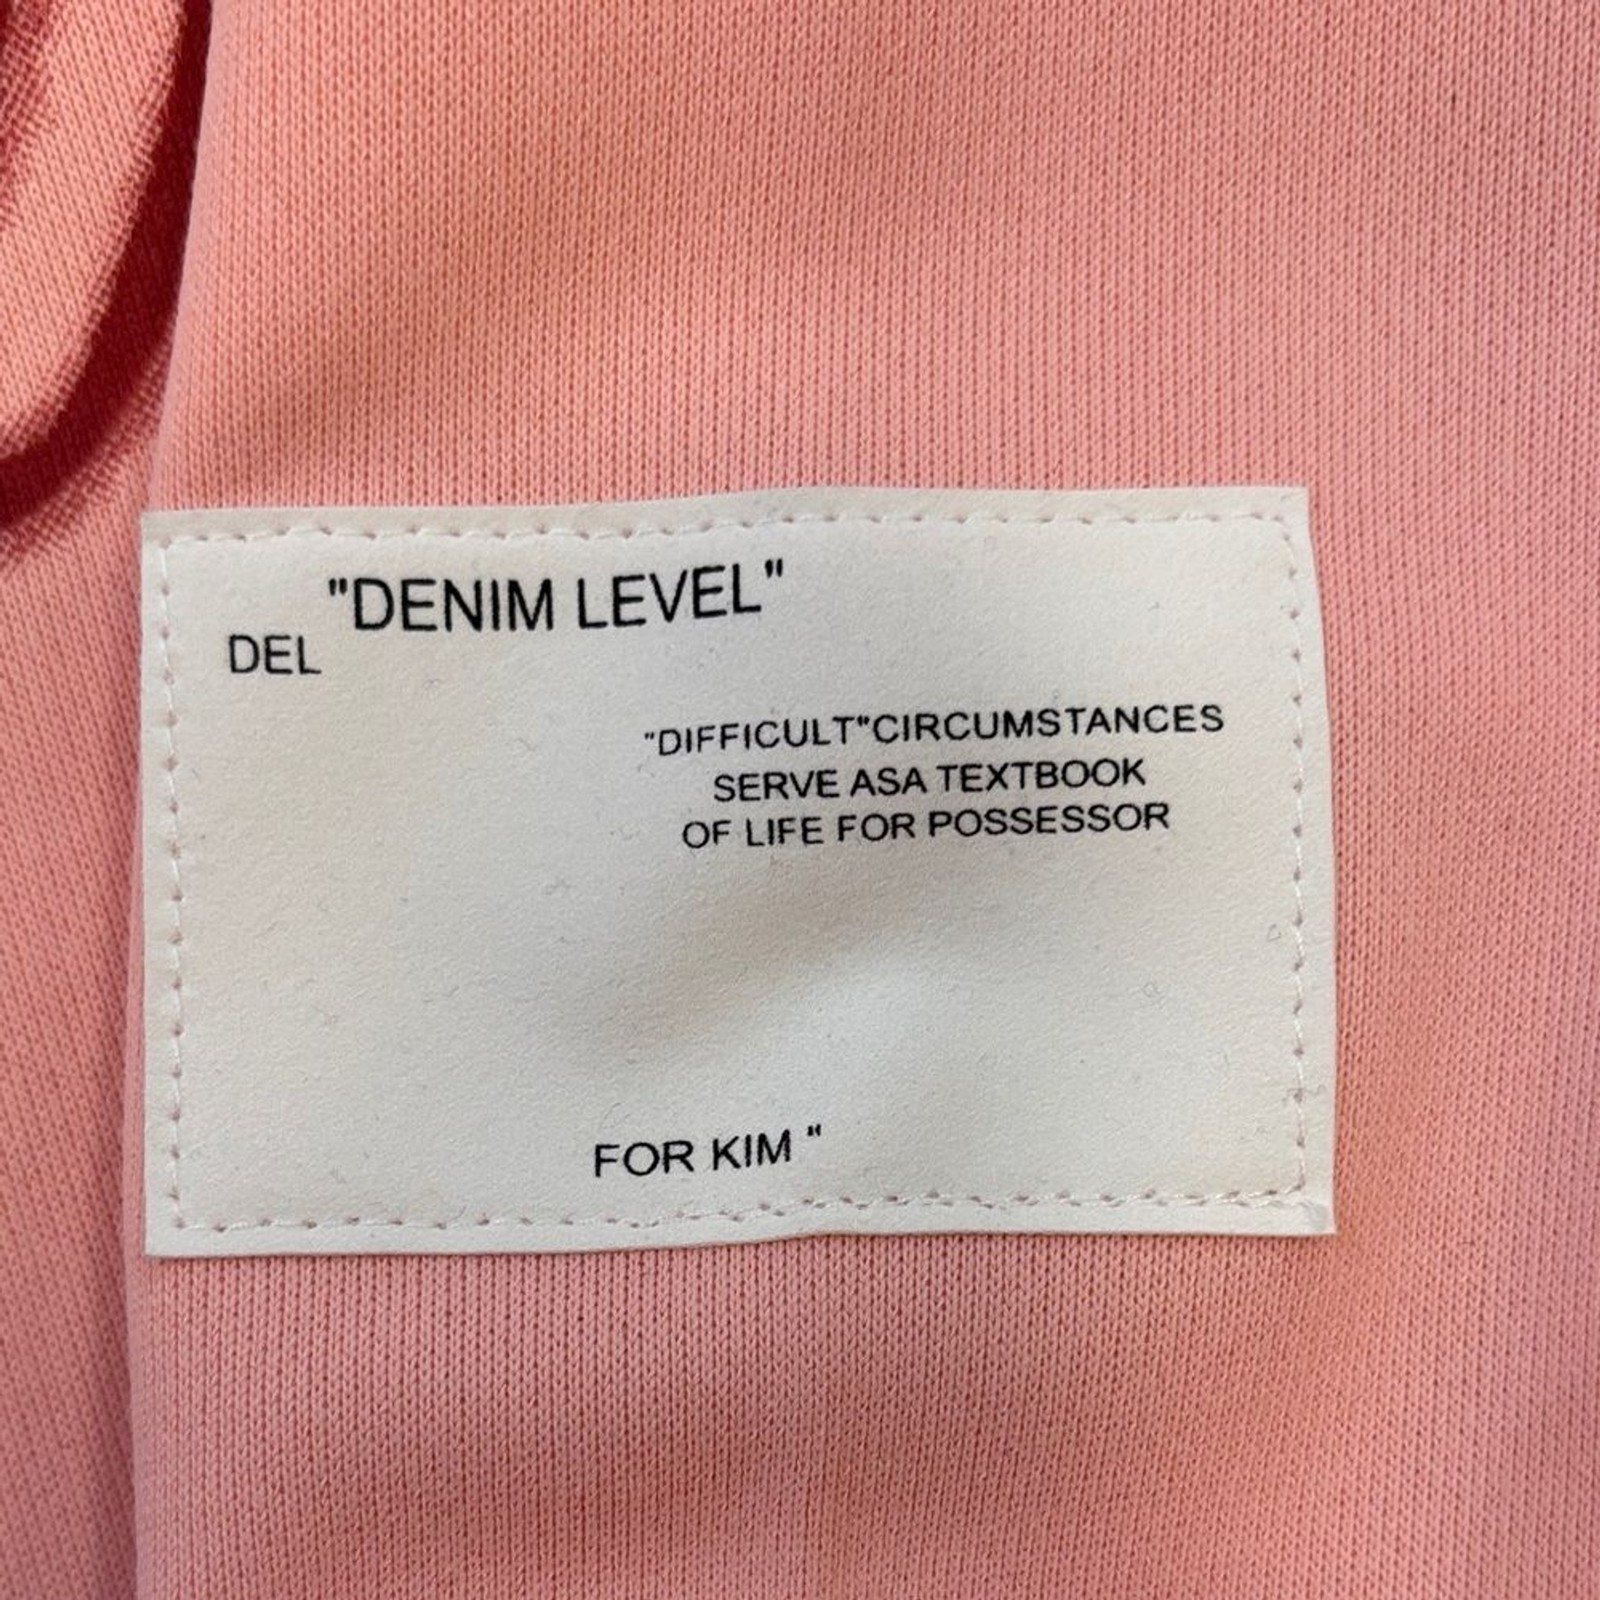 "DENIM LEVEL"
DEL
"DIFFICULT"CIRCUMSTANCES
SERVE ASA TEXTBOOK
OF LIFE FOR POSSESSOR
FOR KIM "